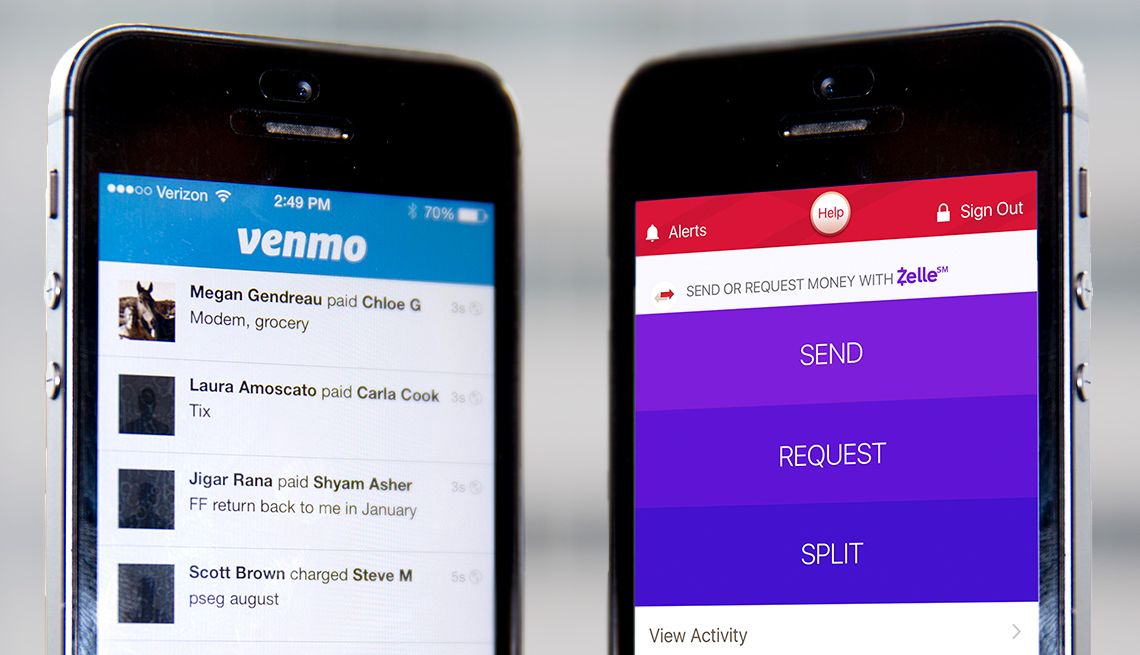 Verizon 2:49 PM 70%
venmo
Megan Gendreau paid Chloe G 3s
Modem, grocery
Laura Amoscato paid Carla Cook 3s
Tix
Jigar Rana paid Shyam Asher 3s
FF return back to me in January
Scott Brown charged Steve M 5s
pseg august
Alerts Help Sign Out
SEND OR REQUEST MONEY WITH Zelle SM
SEND
REQUEST
SPLIT
View Activity